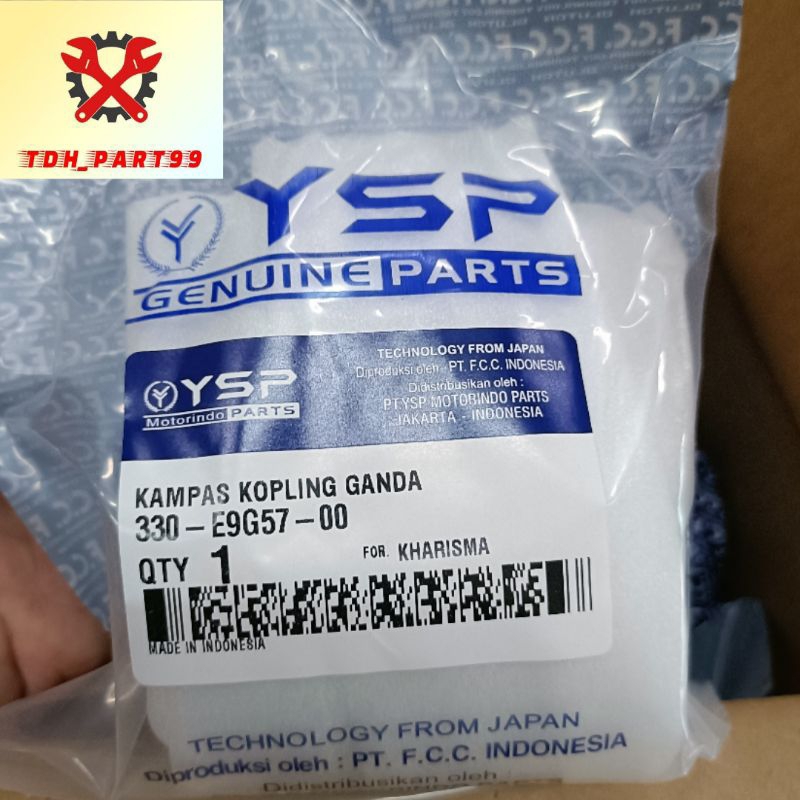 TDH_PART99
YSP
GENUINE PARTS
YSP
Motorindo PARTS
TECHNOLOGY FROM JAPAN
Diproduksi oleh : PT. F.C.C. INDONESIA
Didistribusikan oleh :
PT.YSP MOTORINDO PARTS
JAKARTA - INDONESIA
KAMPAS KOPLING GANDA
330-E9G57-00
FOR. KHARISMA
QTY 1
MADE IN INDONESIA
TECHNOLOGY FROM JAPAN
Diproduksi oleh : PT. F.C.C. INDONESIA
Didistribusikan oleh :